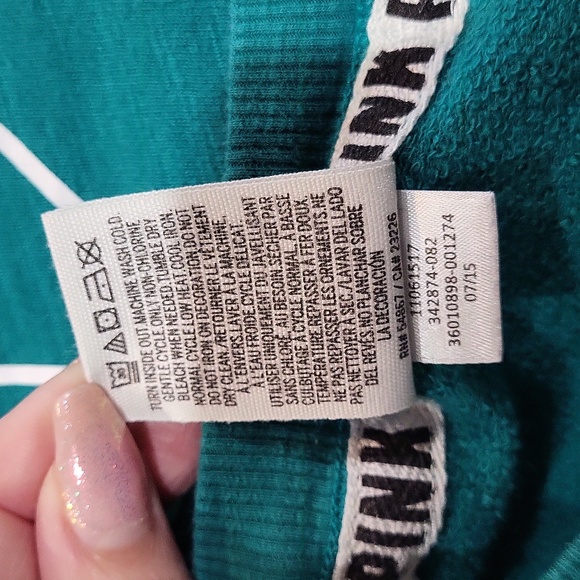 PINK
TURN INSIDE OUT MACHINE WASH COLD.
GENTLE CYCLE ONLY NON-CHLORINE
BLEACH WHEN NEEDED. TUMBLE DRY
NORMAL CYCLE LOW HEAT COOL IRON.
DO NOT IRON ON DECORATION. DO NOT
DRY CLEAN./RETOURNER LE VÊTEMENT
À L'ENVERS, LAVER À LA MACHINE,
À L'EAU FROIDE CYCLE DÉLICAT.
UNIQUEMENT DU JAVELLISANT
SANS CHLORE, AU BESOIN, SÉCHER PAR
CULBUTAGE À CYCLE NORMAL, À BASSE
TEMPÉRATURE REPASSER À FER DOUX.
NE PAS REPASSER LES ORNEMENTS. NE
PAS NETTOYER À SEC/LAVAR DEL LADO
DEL REVÉS. NO PLANCHAR SOBRE
LA DECORACIÓN
RN# 54867 / CA# 23226
11061517
342874-082
36010898-001274
07/15
PINK